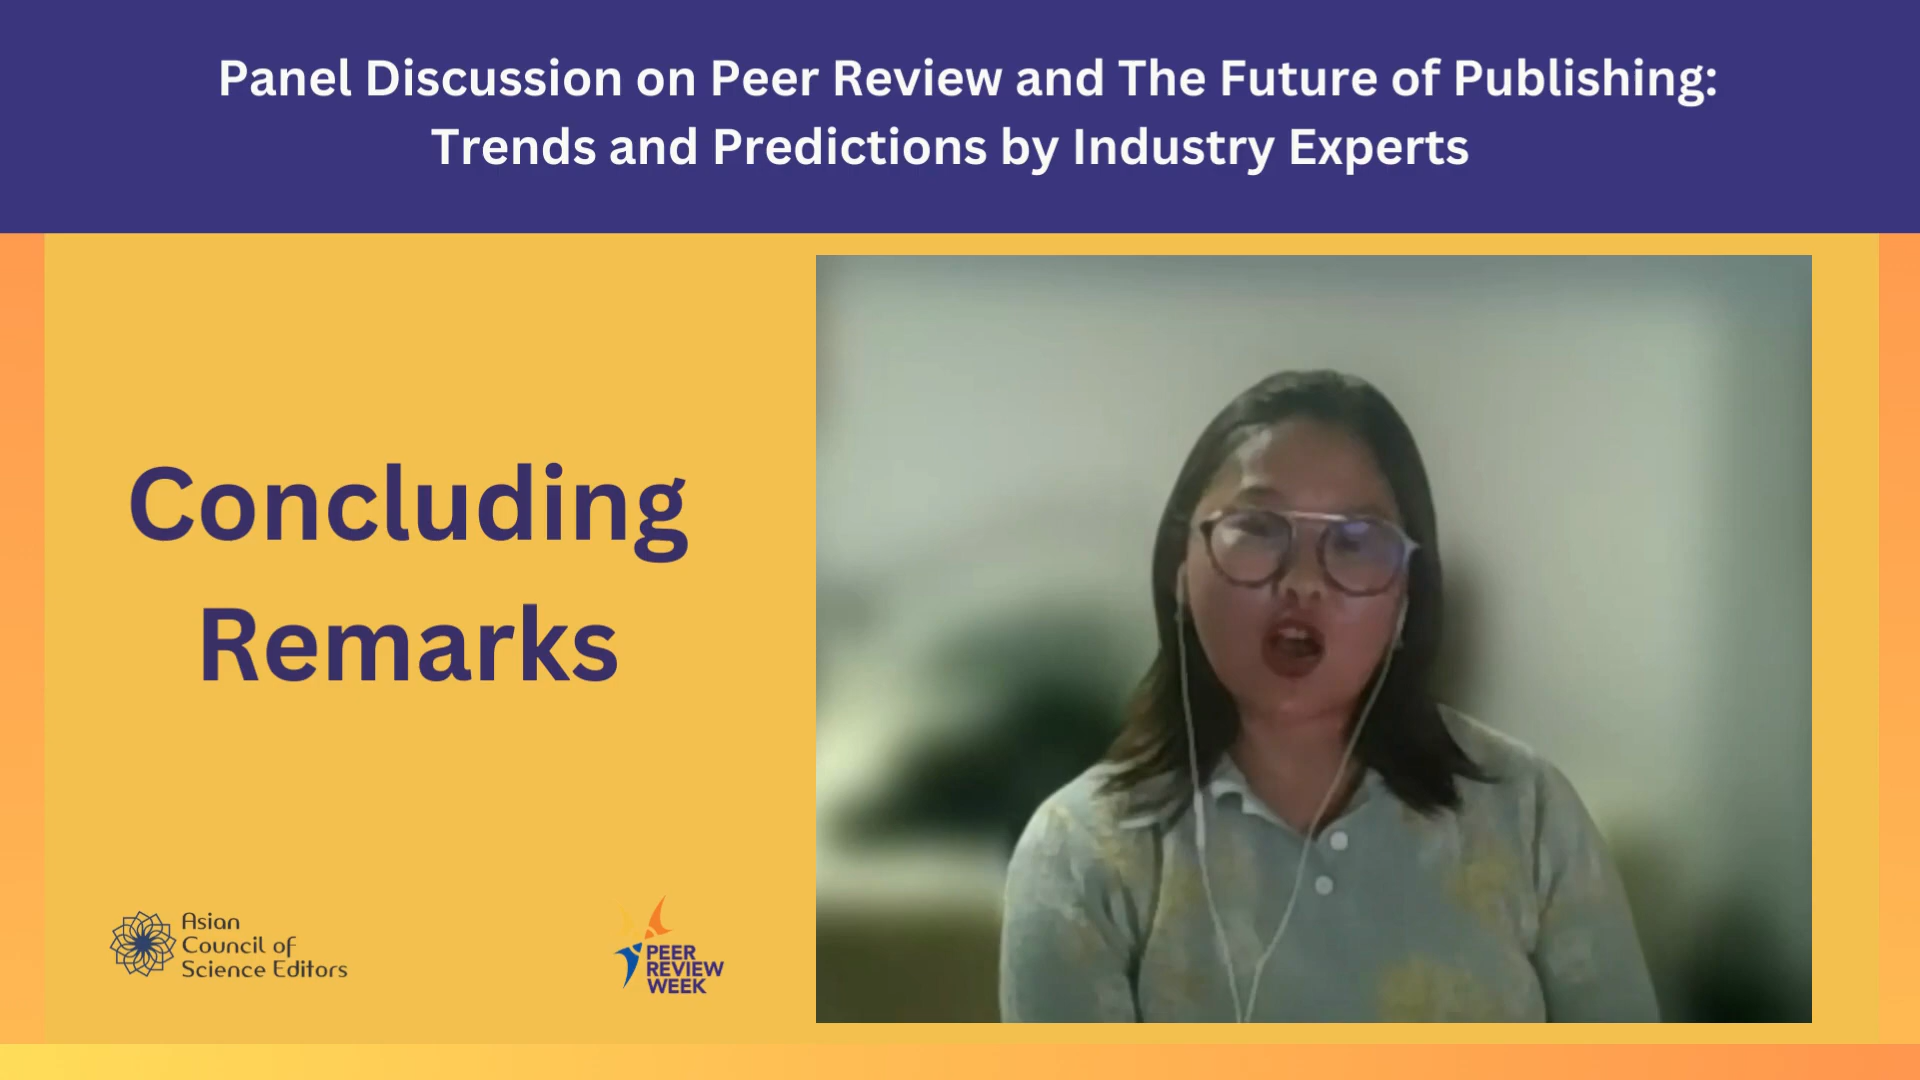 Panel Discussion on Peer Review and The Future of Publishing:
Trends and Predictions by Industry Experts
Concluding
Remarks
Asian
Council of
Science Editors
PEER
REVIEW
WEEK